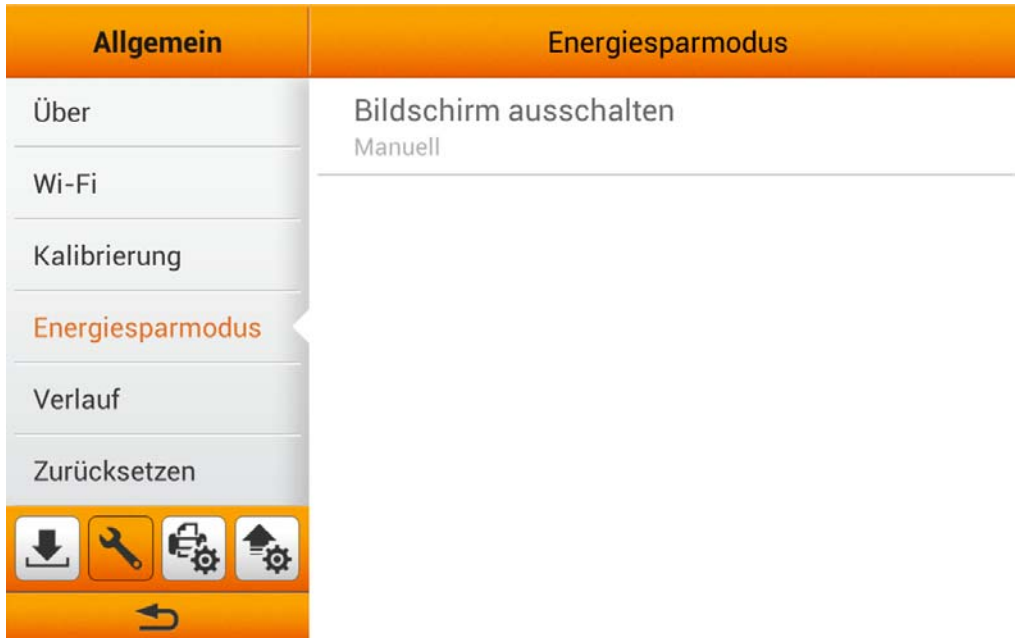 Allgemein
Energiesparmodus
Über
Wi-Fi
Kalibrierung
Energiesparmodus
Verlauf
Zurücksetzen
Bildschirm ausschalten
Manuell